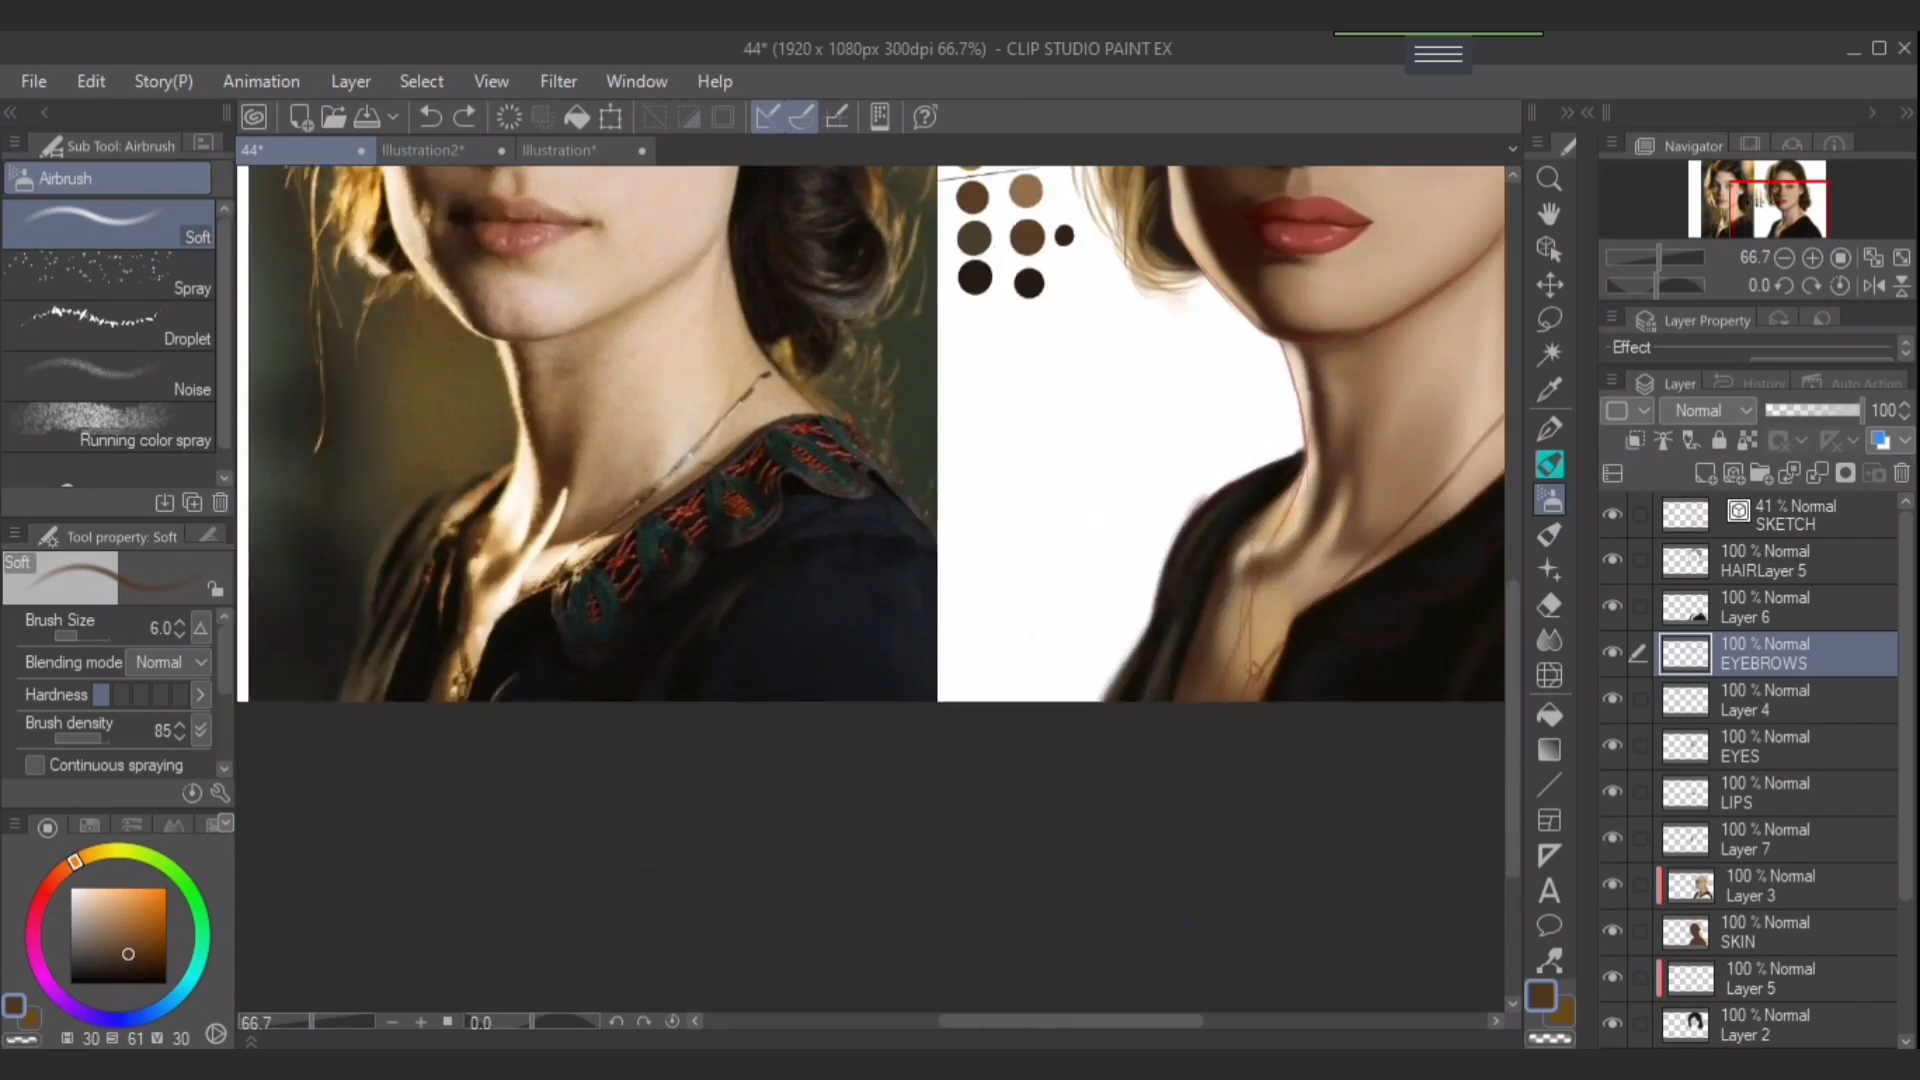 44* (1920 x 1080px 300dpi 66.7%)  - CLIP STUDIO PAINT EX
File Edit Story(P) Animation Layer Select View Filter Window Help
Sub Tool: Airbrush
44* Illustration2* Illustration*
Navigator
Airbrush
Soft
Spray
Droplet
Noise
Running color spray
66.7
0.0
Layer Property
Effect
Layer History Auto Action
Normal 100
Tool property: Soft
Soft
Brush Size 6.0
Blending mode Normal
Hardness
Brush density 85
Continuous spraying
41 % Normal
SKETCH
100 % Normal
HAIRLayer 5
100 % Normal
Layer 6
100 % Normal
EYEBROWS
100 % Normal
Layer 4
100 % Normal
EYES
100 % Normal
LIPS
100 % Normal
Layer 7
100 % Normal
Layer 3
100 % Normal
SKIN
100 % Normal
Layer 5
100 % Normal
Layer 2
66.7 0.0
H 30 S 61 V 30